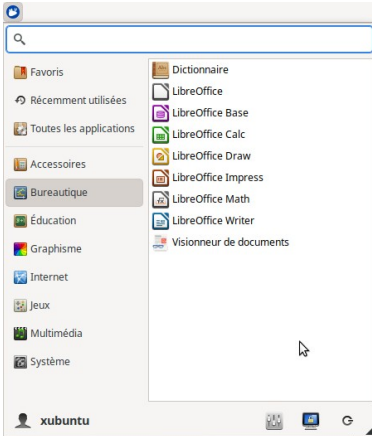 Favoris
Récemment utilisées
Toutes les applications
Accessoires
Bureautique
Éducation
Graphisme
Internet
Jeux
Multimédia
Système
Dictionnaire
LibreOffice
LibreOffice Base
LibreOffice Calc
LibreOffice Draw
LibreOffice Impress
LibreOffice Math
LibreOffice Writer
Visionneur de documents
xubuntu